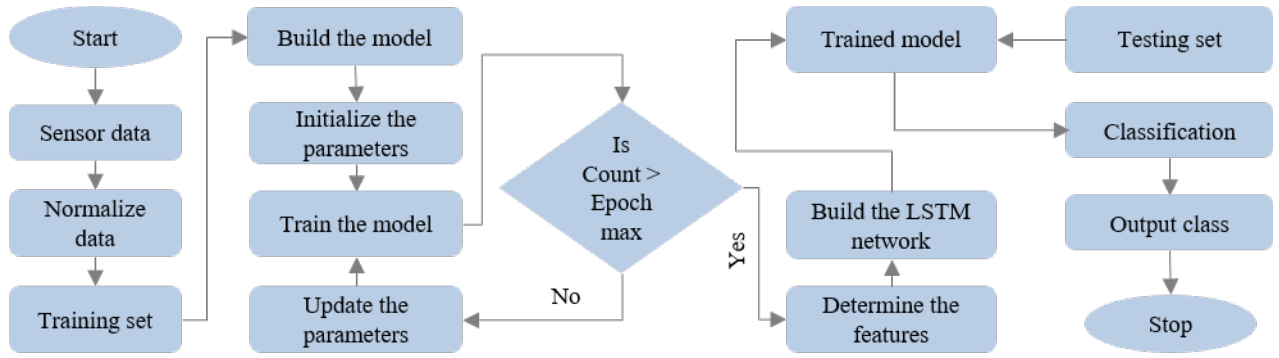 Start
Sensor data
Normalize
data
Training set
Build the model
Initialize the
parameters
Train the model
Update the
parameters
Is
Count >
Epoch
max
No
Yes
Trained model
Build the LSTM
network
Determine the
features
Testing set
Classification
Output class
Stop